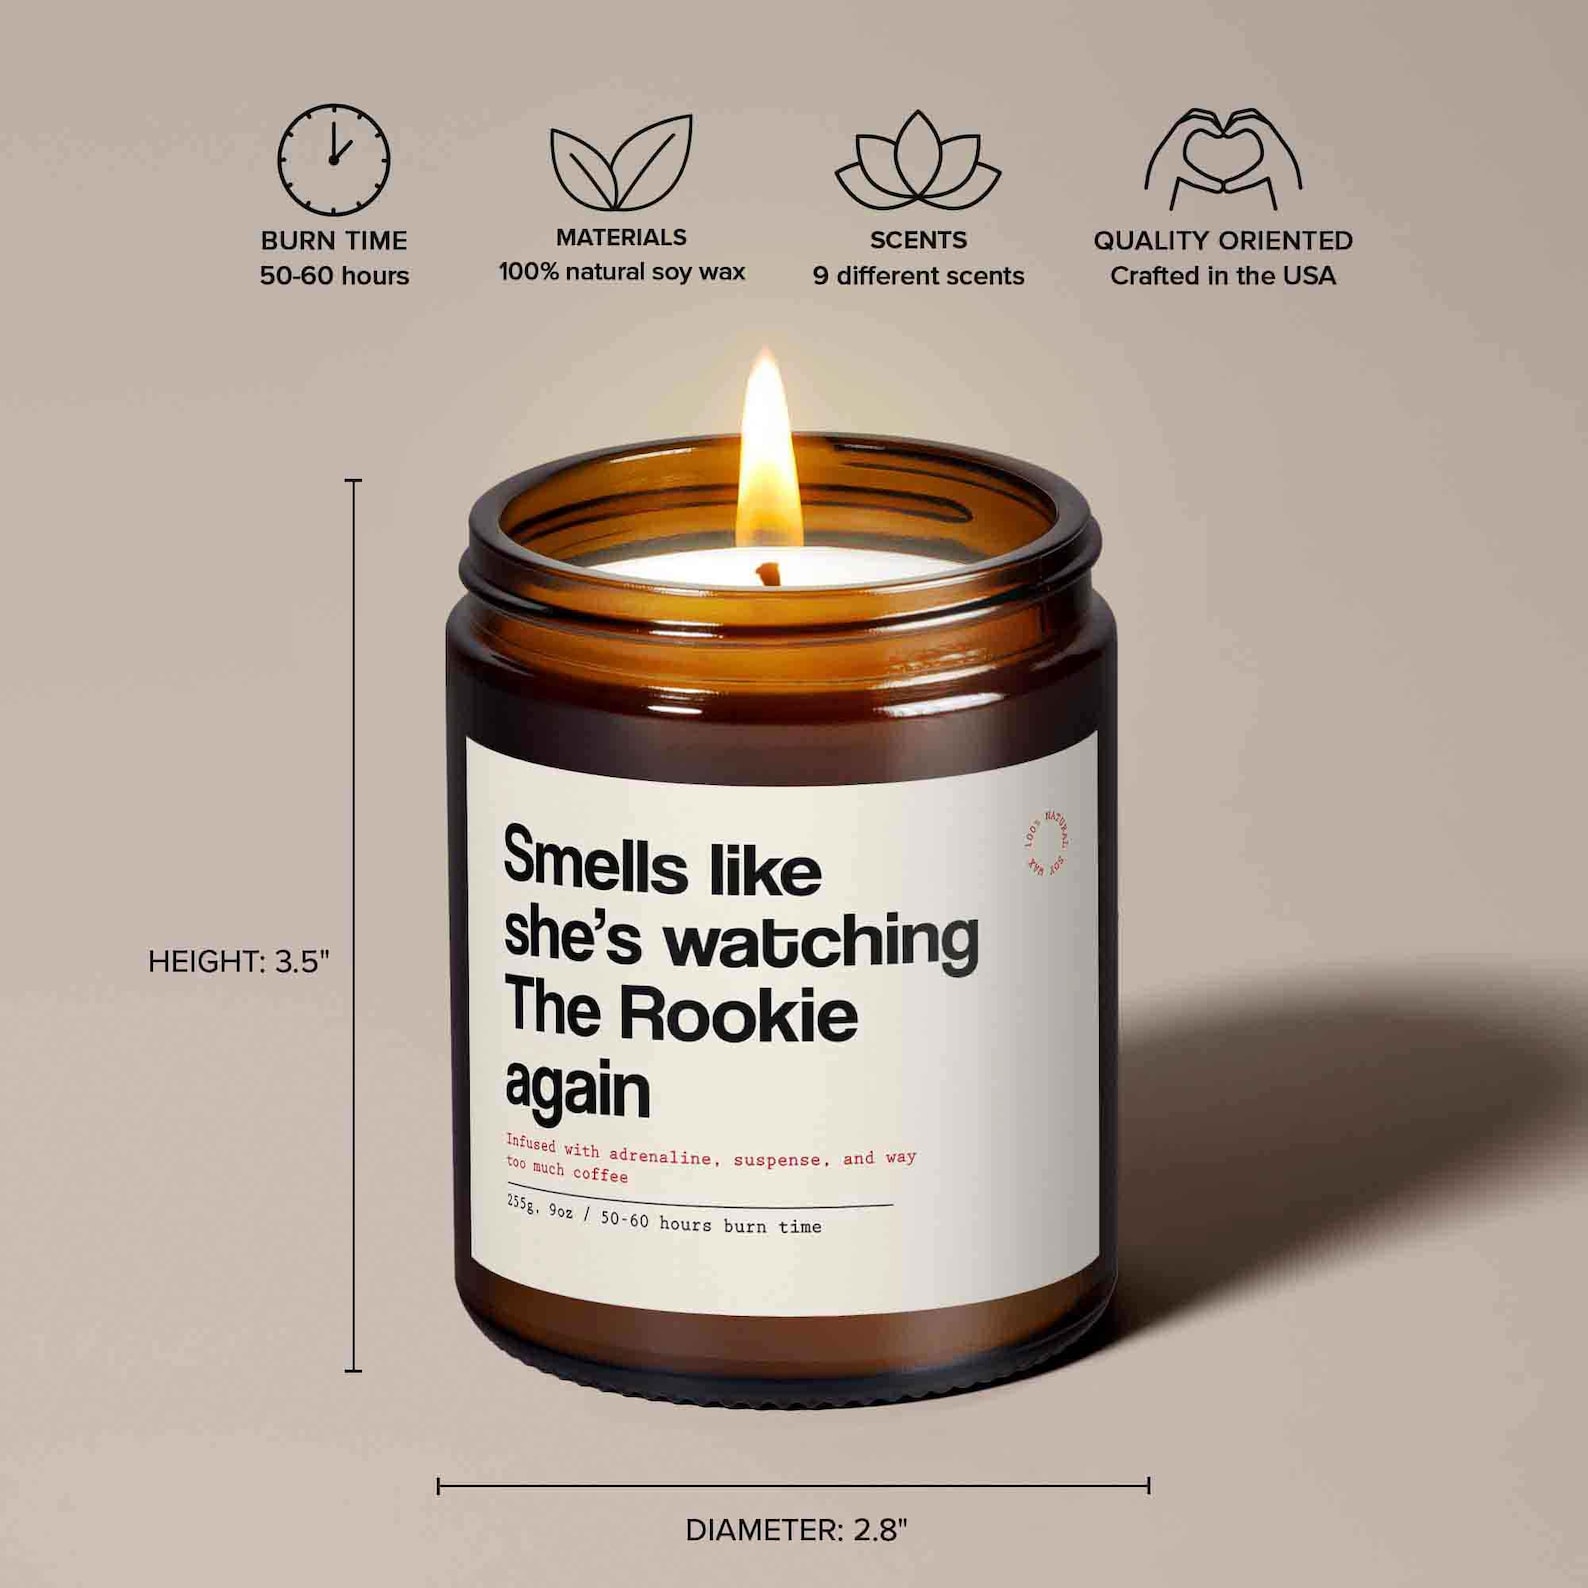 BURN TIME
50-60 hours
MATERIALS
100% natural soy wax
SCENTS
9 different scents
QUALITY ORIENTED
Crafted in the USA
HEIGHT: 3.5"
100% NATURAL SOY WAX
Smells like
she’s watching
The Rookie
again
Infused with adrenaline, suspense, and way
too much coffee
255g, 9oz / 50-60 hours burn time
DIAMETER: 2.8"